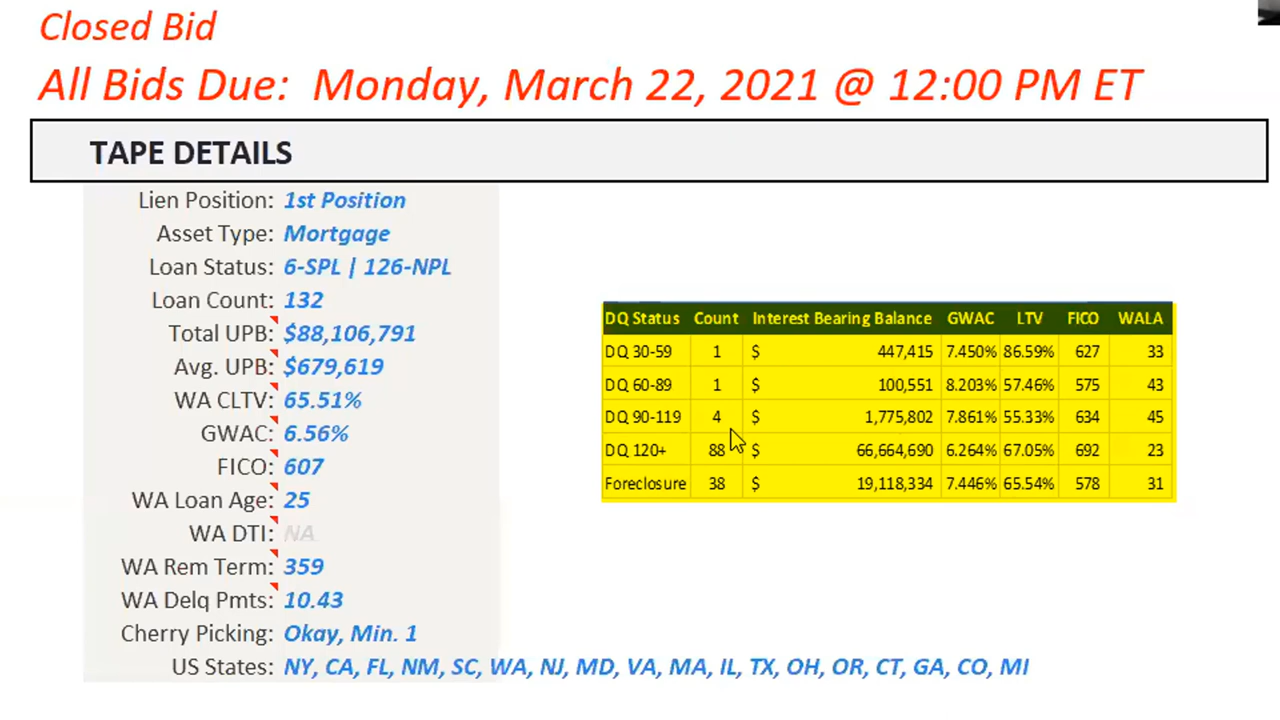 Closed Bid
All Bids Due: Monday, March 22, 2021 @ 12:00 PM ET
TAPE DETAILS
Lien Position: 1st Position
Asset Type: Mortgage
Loan Status: 6-SPL | 126-NPL
Loan Count: 132
Total UPB: $88,106,791
Avg. UPB: $679,619
WA CLTV: 65.51%
GWAC: 6.56%
FICO: 607
WA Loan Age: 25
WA DTI: NA
WA Rem Term: 359
WA Delq Pmts: 10.43
Cherry Picking: Okay, Min. 1
US States: NY, CA, FL, NM, SC, WA, NJ, MD, VA, MA, IL, TX, OH, OR, CT, GA, CO, MI
DQ Status Count Interest Bearing Balance GWAC LTV FICO WALA
DQ 30-59 1 $ 447,415 7.450% 86.59% 627 33
DQ 60-89 1 $ 100,551 8.203% 57.46% 575 43
DQ 90-119 4 $ 1,775,802 7.861% 55.33% 634 45
DQ 120+ 88 $ 66,664,690 6.264% 67.05% 692 23
Foreclosure 38 $ 19,118,334 7.446% 65.54% 578 31